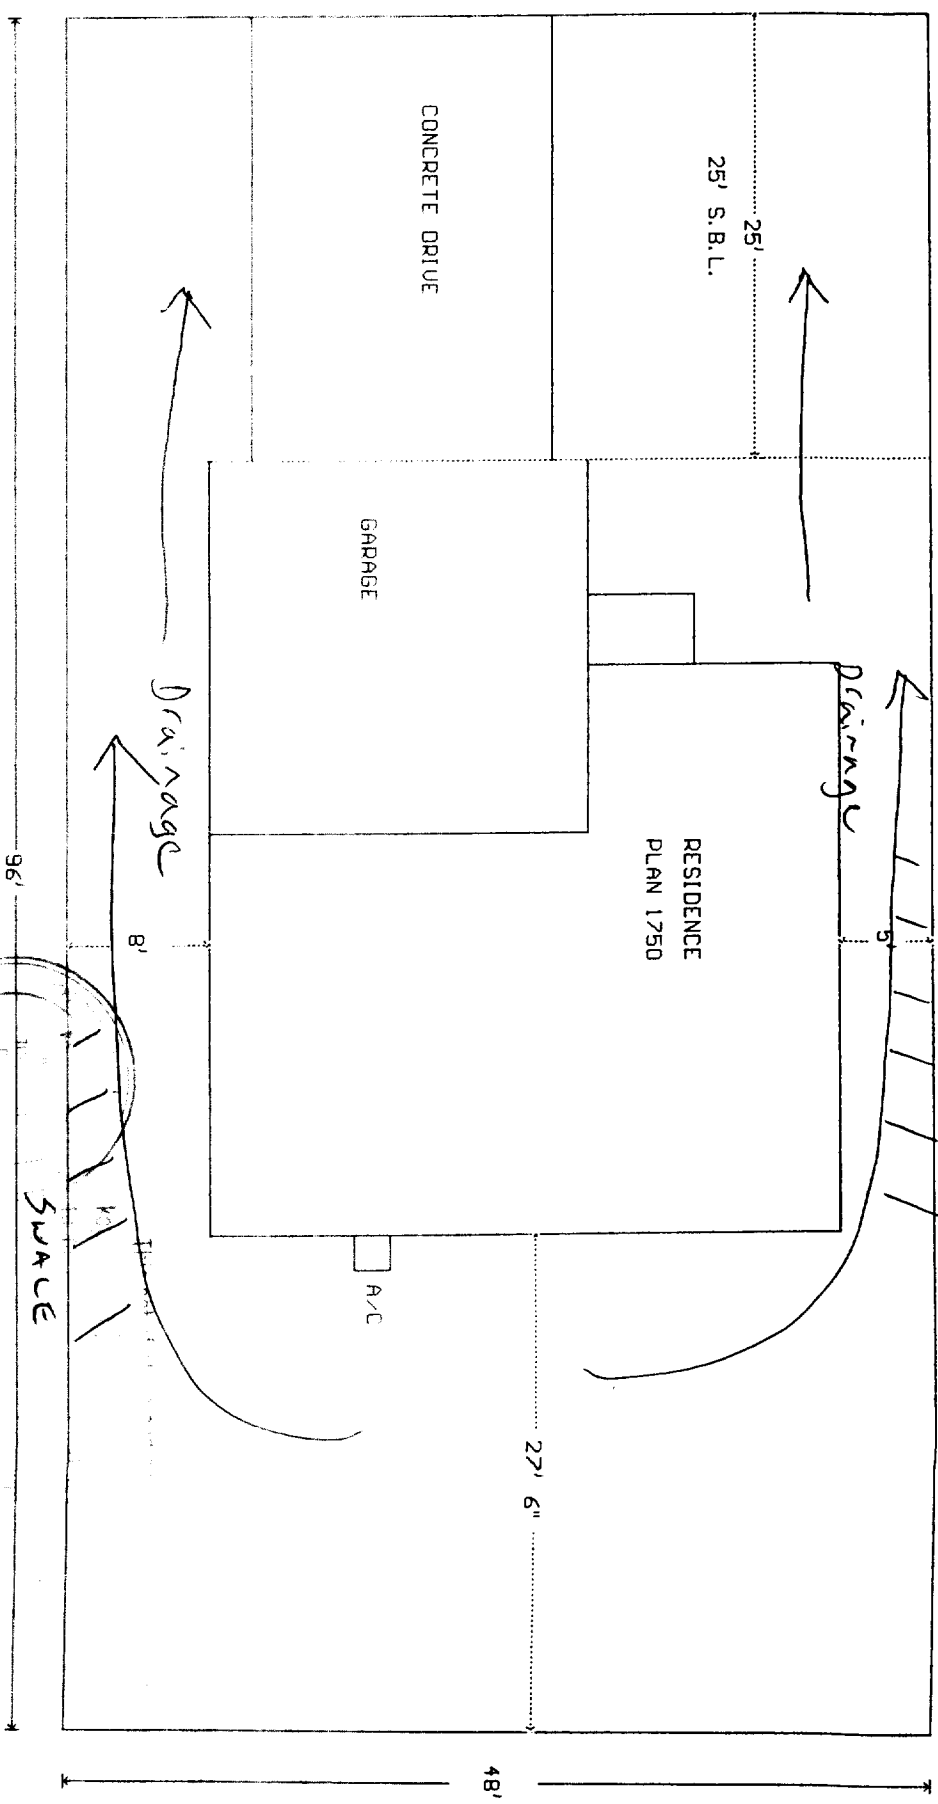 25'
25' S.B.L.
CONCRETE DRIVE
GARAGE
Drainage
Drainage
RESIDENCE
PLAN 1750
5'
8'
96'
SWALE
A/C
27' 6"
48'